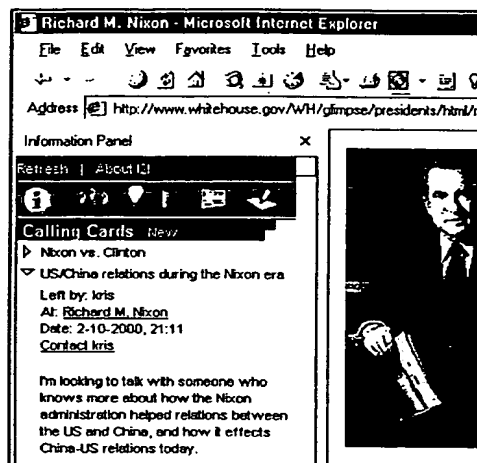 Richard M. Nixon - Microsoft Internet Explorer
File Edit View Favorites Tools Help
Address http://www.whitehouse.gov/WH/glimpse/presidents/html/r
Information Panel ×
Refresh | About I2I
Calling Cards New
Nixon vs. Clinton
US/China relations during the Nixon era
Left by: kris
At: Richard M. Nixon
Date: 2-10-2000, 21:11
Contact kris
I'm looking to talk with someone who
knows more about how the Nixon
administration helped relations between
the US and China, and how it effects
China-US relations today.